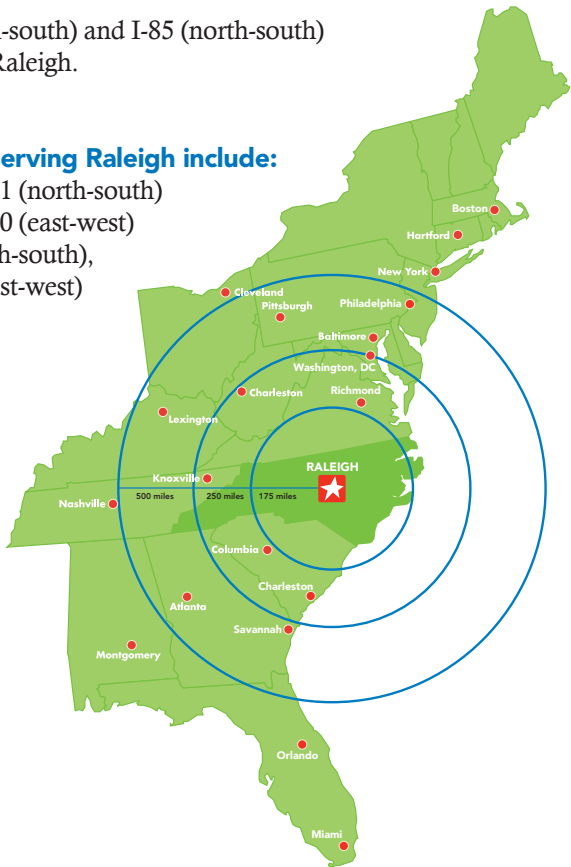 -south) and I-85 (north-south)
Raleigh.
serving Raleigh include:
1 (north-south)
0 (east-west)
h-south),
st-west)
Boston
Hartford
New York
Cleveland
Pittsburgh
Philadelphia
Baltimore
Washington, DC
Charleston
Richmond
Lexington
Knoxville
RALEIGH
Nashville
500 miles
250 miles
175 miles
Columbia
Charleston
Atlanta
Savannah
Montgomery
Orlando
Miami